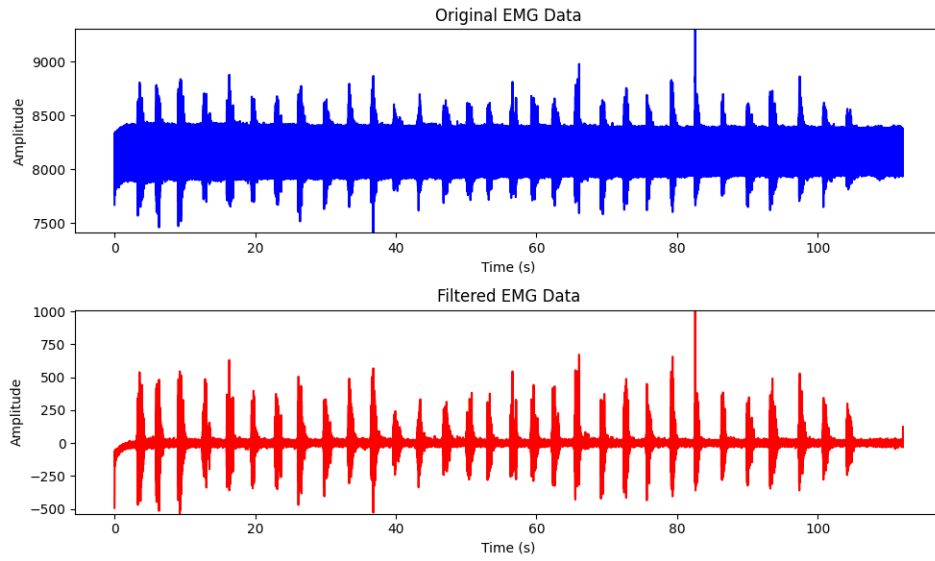 Original EMG Data
Amplitude
9000
8500
8000
7500
0 20 40 60 80 100
Time (s)
Filtered EMG Data
Amplitude
1000
750
500
250
0
−250
−500
0 20 40 60 80 100
Time (s)